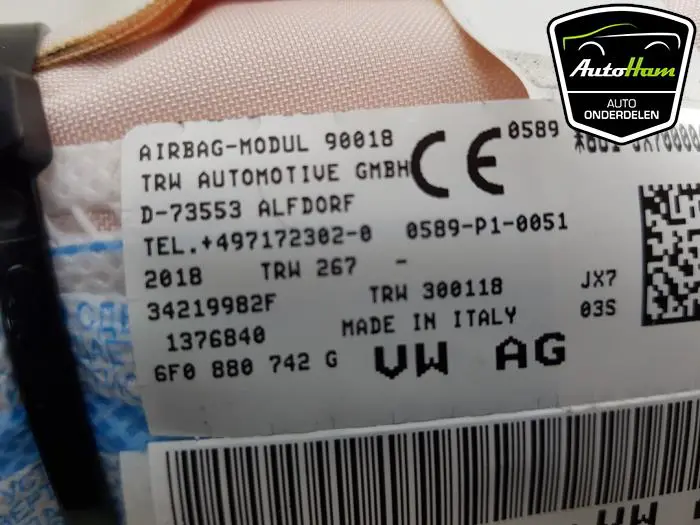 AutoHam
AUTO
ONDERDELEN
AIRBAG-MODUL 90018
TRW AUTOMOTIVE GMBH
D-73553 ALFDORF
TEL.+497172302-0 0589-P1-0051
CE 0589
2018 TRW 267 -
34219982F TRW 300118 JX7
1376840 MADE IN ITALY 03S
6F0 880 742 G VW AG
VW